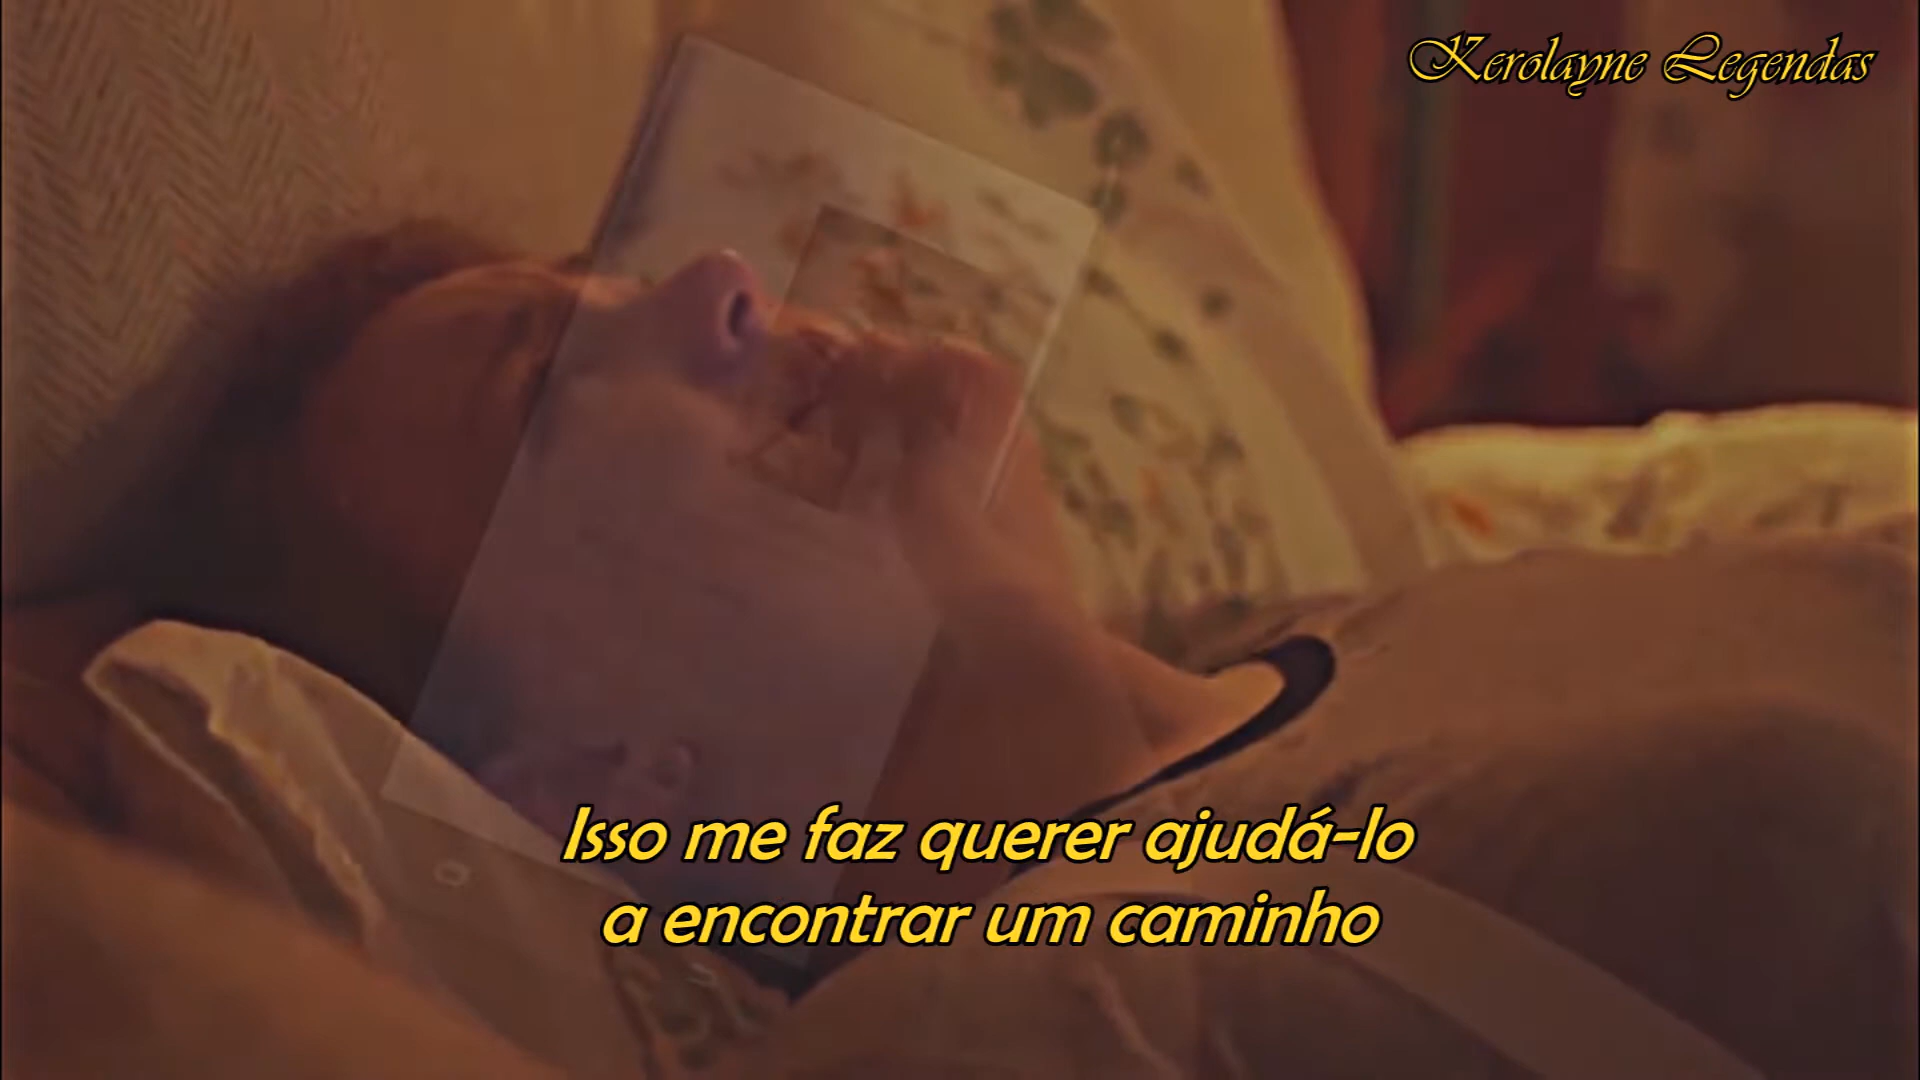 Kerolayne Legendas
Isso me faz querer ajudá-lo
a encontrar um caminho